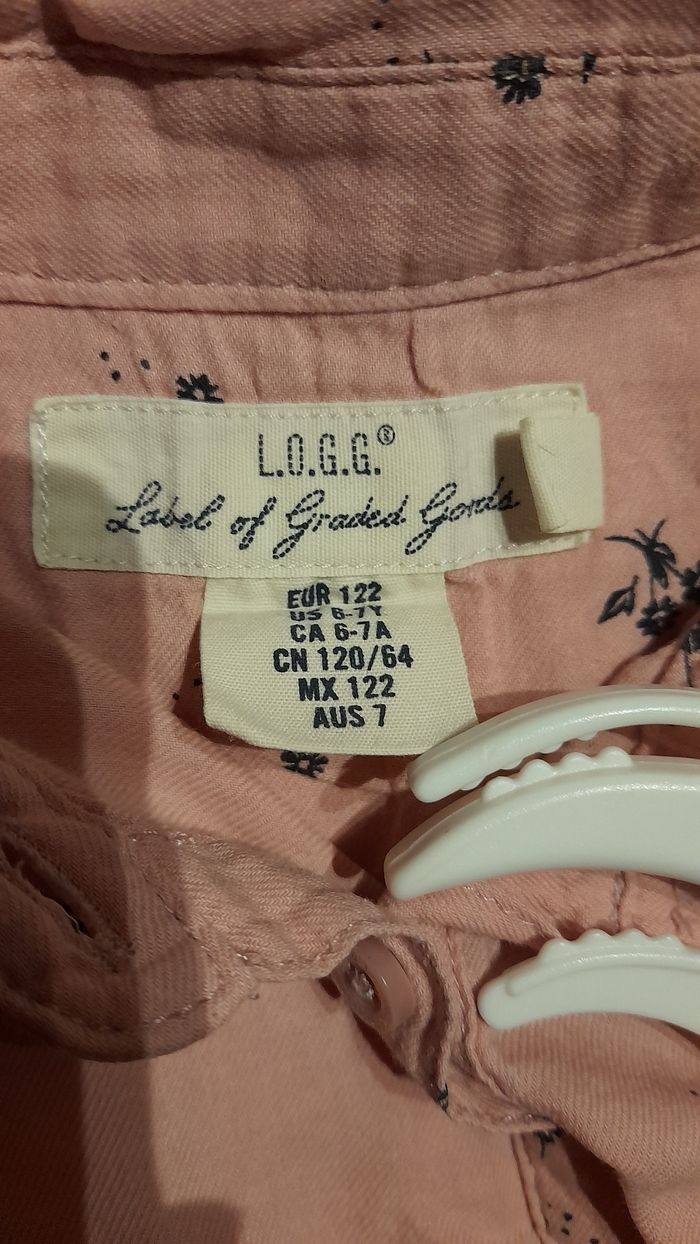 L.O.G.G.®
Label of Graded Goods
EUR 122
US 6-7Y
CA 6-7A
CN 120/64
MX 122
AUS 7